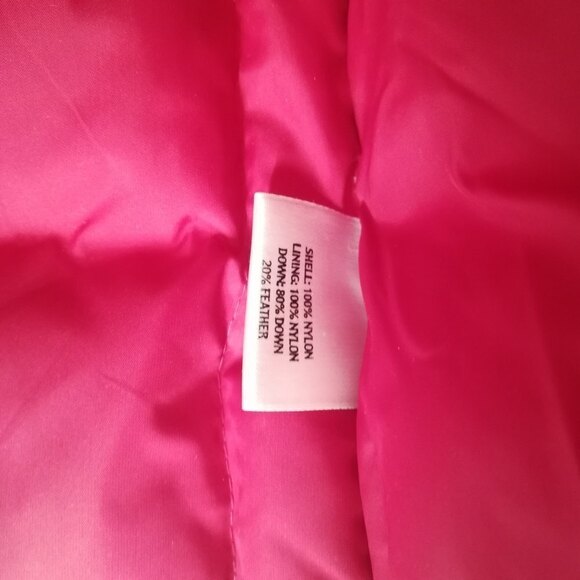 SHELL: 100% NYLON
LINING: 100% NYLON
DOWN: 80% DOWN
20% FEATHER